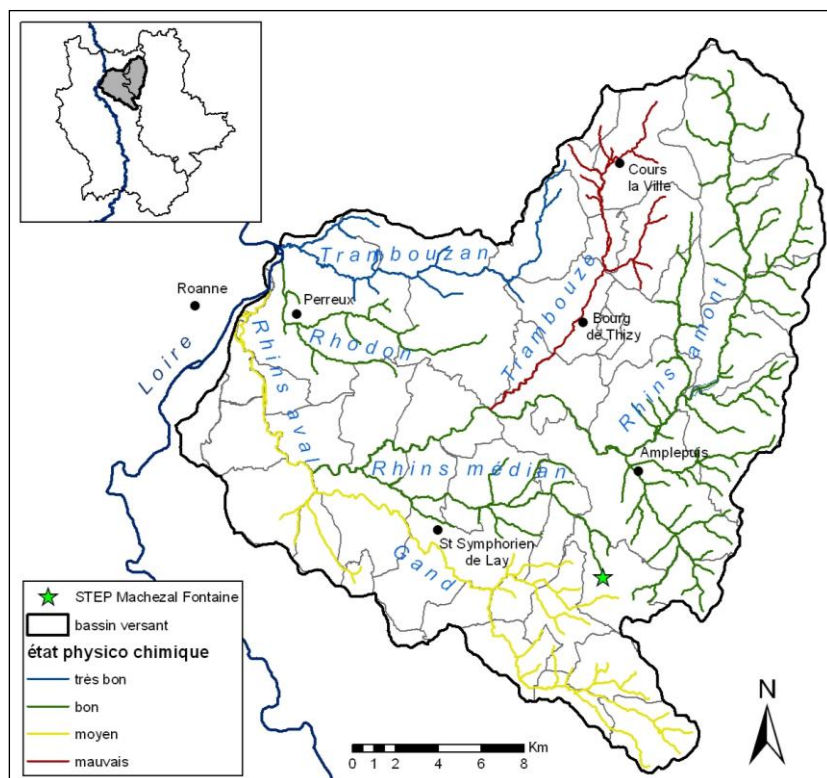 Cours
la Ville
Trambouzan
Roanne
Perreux
Trambouze
Bourg
de Thizy
Rhodon
Loire
Rhins aval
Rhins amont
Rhins médian
Amplepuis
St Symphorien
de Lay
Gand
STEP Machezal Fontaine
bassin versant
état physico chimique
très bon
bon
moyen
mauvais
N
Km
0 1 2 4 6 8